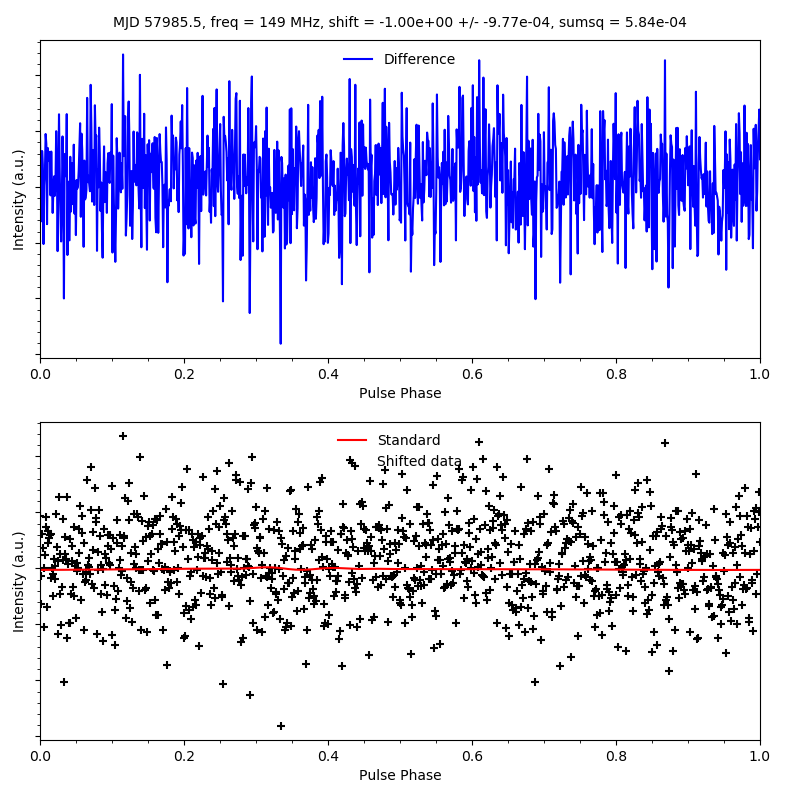 MJD 57985.5, freq = 149 MHz, shift = -1.00e+00 +/- -9.77e-04, sumsq = 5.84e-04
Difference
Intensity (a.u.)
0.0 0.2 0.4 0.6 0.8 1.0
Pulse Phase
Standard
Shifted data
Intensity (a.u.)
0.0 0.2 0.4 0.6 0.8 1.0
Pulse Phase